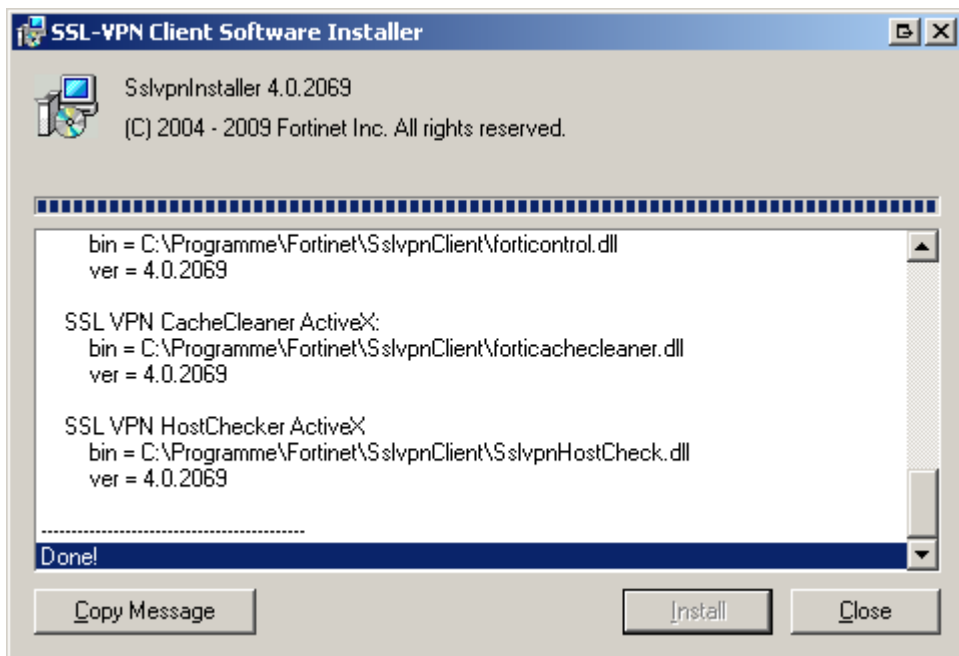 SSL-VPN Client Software Installer
SslvpnInstaller 4.0.2069
(C) 2004 - 2009 Fortinet Inc. All rights reserved.
bin = C:\Programme\Fortinet\SslvpnClient\forticontrol.dll
ver = 4.0.2069
SSL VPN CacheCleaner ActiveX:
bin = C:\Programme\Fortinet\SslvpnClient\forticachecleaner.dll
ver = 4.0.2069
SSL VPN HostChecker ActiveX
bin = C:\Programme\Fortinet\SslvpnClient\SslvpnHostCheck.dll
ver = 4.0.2069
--------------------------------------------
Done!
Copy Message
Install
Close